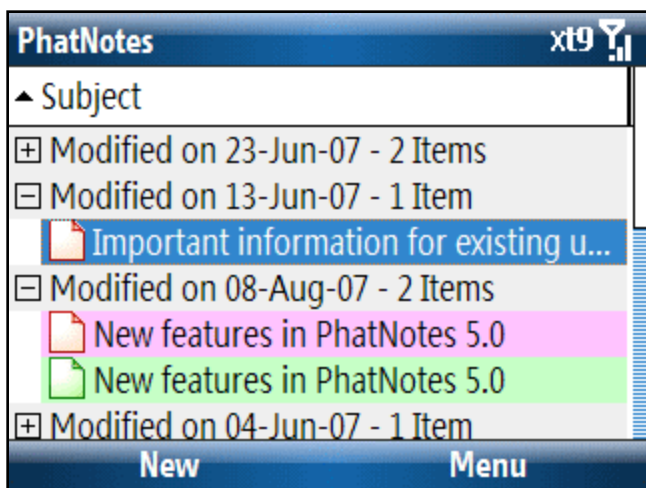 PhatNotes xt9
Subject
Modified on 23-Jun-07 - 2 Items
Modified on 13-Jun-07 - 1 Item
Important information for existing u...
Modified on 08-Aug-07 - 2 Items
New features in PhatNotes 5.0
New features in PhatNotes 5.0
Modified on 04-Jun-07 - 1 Item
New Menu